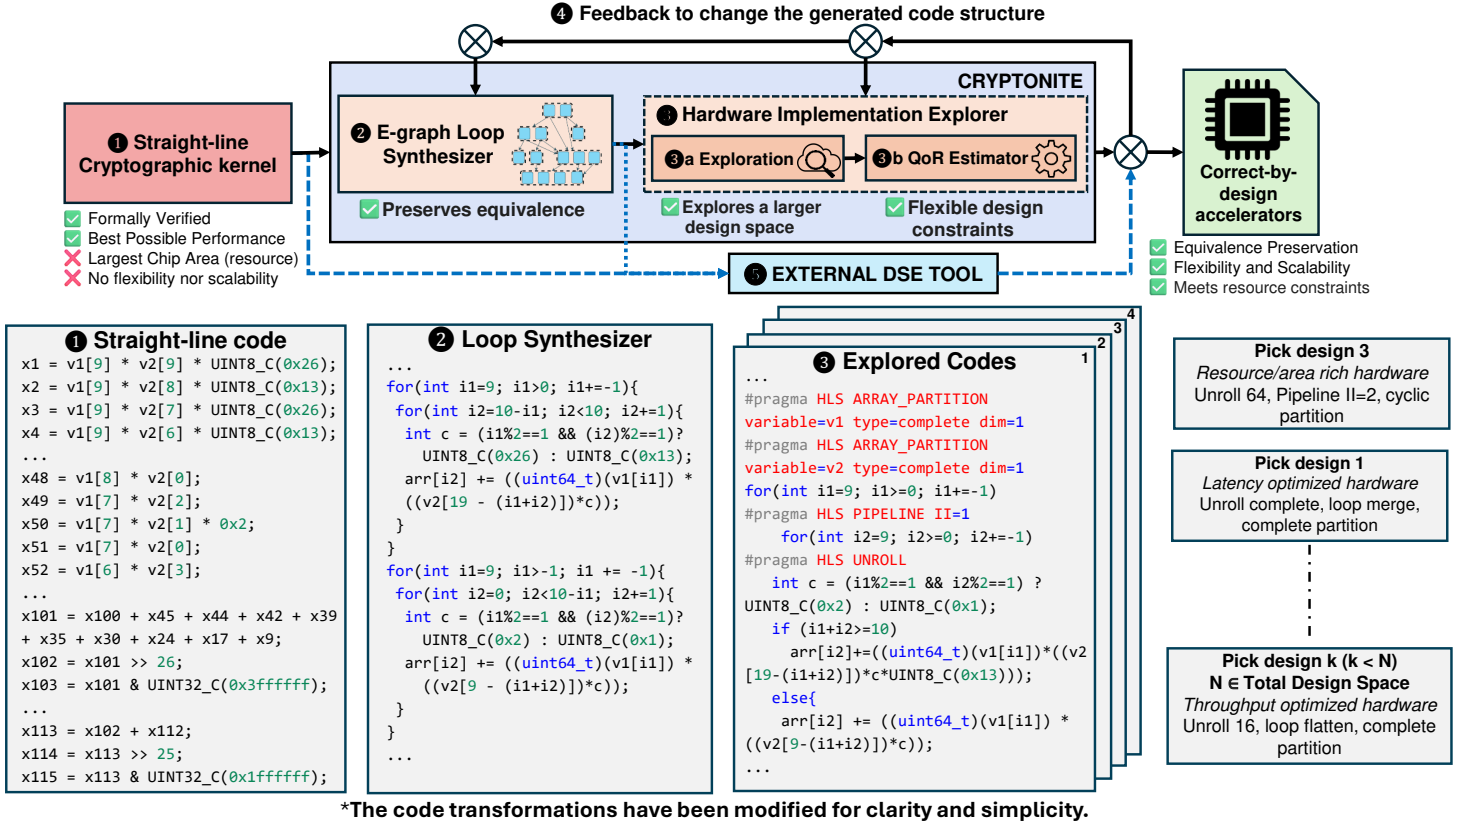 ❹ Feedback to change the generated code structure
CRYPTONITE
❶ Straight-line
Cryptographic kernel
Formally Verified
Best Possible Performance
Largest Chip Area (resource)
No flexibility nor scalability
❷ E-graph Loop
Synthesizer
Preserves equivalence
❸ Hardware Implementation Explorer
❸a Exploration
❸b QoR Estimator
Explores a larger
design space
Flexible design
constraints
❺ EXTERNAL DSE TOOL
Correct-by-
design
accelerators
Equivalence Preservation
Flexibility and Scalability
Meets resource constraints
❶ Straight-line code
x1 = v1[9] * v2[9] * UINT8_C(0x26);
x2 = v1[9] * v2[8] * UINT8_C(0x13);
x3 = v1[9] * v2[7] * UINT8_C(0x26);
x4 = v1[9] * v2[6] * UINT8_C(0x13);
...
x48 = v1[8] * v2[0];
x49 = v1[7] * v2[2];
x50 = v1[7] * v2[1] * 0x2;
x51 = v1[7] * v2[0];
x52 = v1[6] * v2[3];
...
x101 = x100 + x45 + x44 + x42 + x39
+ x35 + x30 + x24 + x17 + x9;
x102 = x101 >> 26;
x103 = x101 & UINT32_C(0x3ffffff);
...
x113 = x102 + x112;
x114 = x113 >> 25;
x115 = x113 & UINT32_C(0x1ffffff);
❷ Loop Synthesizer
...
for(int i1=9; i1>0; i1+=-1){
for(int i2=10-i1; i2<10; i2+=1){
int c = (i1%2==1 && (i2)%2==1)?
UINT8_C(0x26) : UINT8_C(0x13);
arr[i2] += ((uint64_t)(v1[i1]) *
((v2[19 - (i1+i2)])*c));
}
}
for(int i1=9; i1>-1; i1 += -1){
for(int i2=0; i2<10-i1; i2+=1){
int c = (i1%2==1 && (i2)%2==1)?
UINT8_C(0x2) : UINT8_C(0x1);
arr[i2] += ((uint64_t)(v1[i1]) *
((v2[9 - (i1+i2)])*c));
}
}
...
4
3
2
1
❸ Explored Codes
...
#pragma HLS ARRAY_PARTITION
variable=v1 type=complete dim=1
#pragma HLS ARRAY_PARTITION
variable=v2 type=complete dim=1
for(int i1=9; i1>=0; i1+=-1)
#pragma HLS PIPELINE II=1
for(int i2=9; i2>=0; i2+=-1)
#pragma HLS UNROLL
int c = (i1%2==1 && i2%2==1) ?
UINT8_C(0x2) : UINT8_C(0x1);
if (i1+i2>=10)
arr[i2]+=((uint64_t)(v1[i1])*((v2
[19-(i1+i2)])*c*UINT8_C(0x13)));
else{
arr[i2] += ((uint64_t)(v1[i1]) *
((v2[9-(i1+i2)])*c));
...
Pick design 3
Resource/area rich hardware
Unroll 64, Pipeline II=2, cyclic
partition
Pick design 1
Latency optimized hardware
Unroll complete, loop merge,
complete partition
Pick design k (k < N)
N ∈ Total Design Space
Throughput optimized hardware
Unroll 16, loop flatten, complete
partition
*The code transformations have been modified for clarity and simplicity.